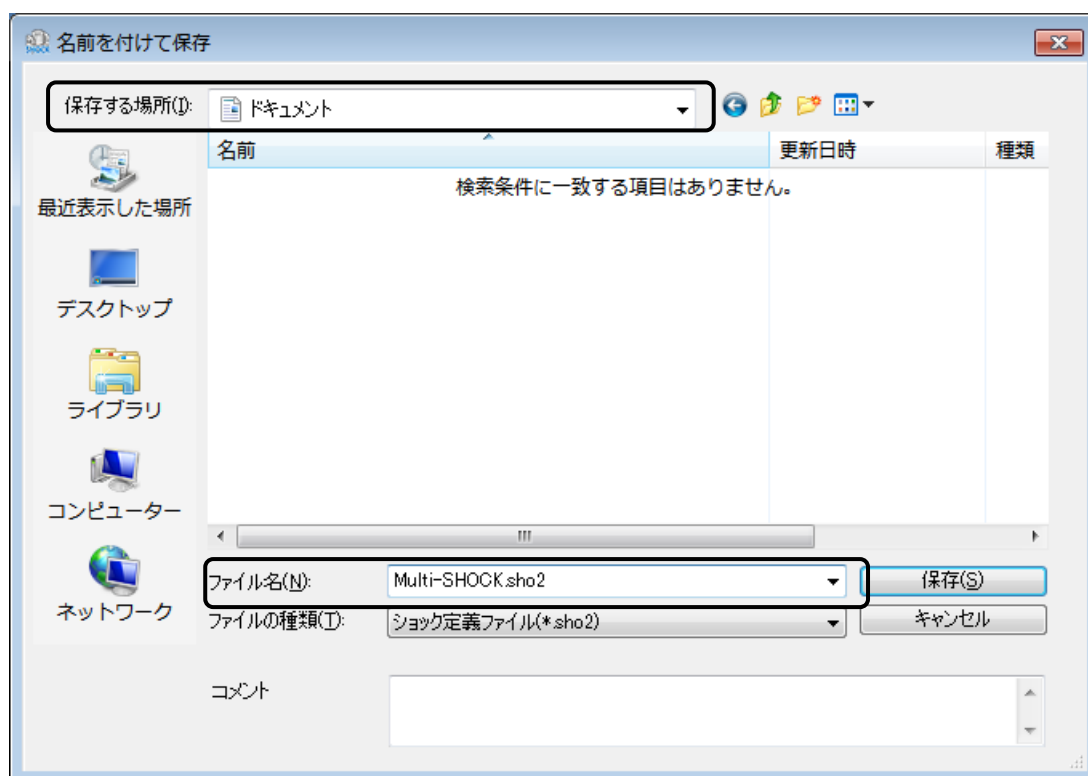 SHOCK 名前を付けて保存
保存する場所(I): ドキュメント
名前 更新日時 種類
検索条件に一致する項目はありません。
最近表示した場所
デスクトップ
ライブラリ
コンピューター
ネットワーク
ファイル名(N): Multi-SHOCK.sho2 保存(S)
ファイルの種類(T): ショック定義ファイル(*.sho2) キャンセル
コメント